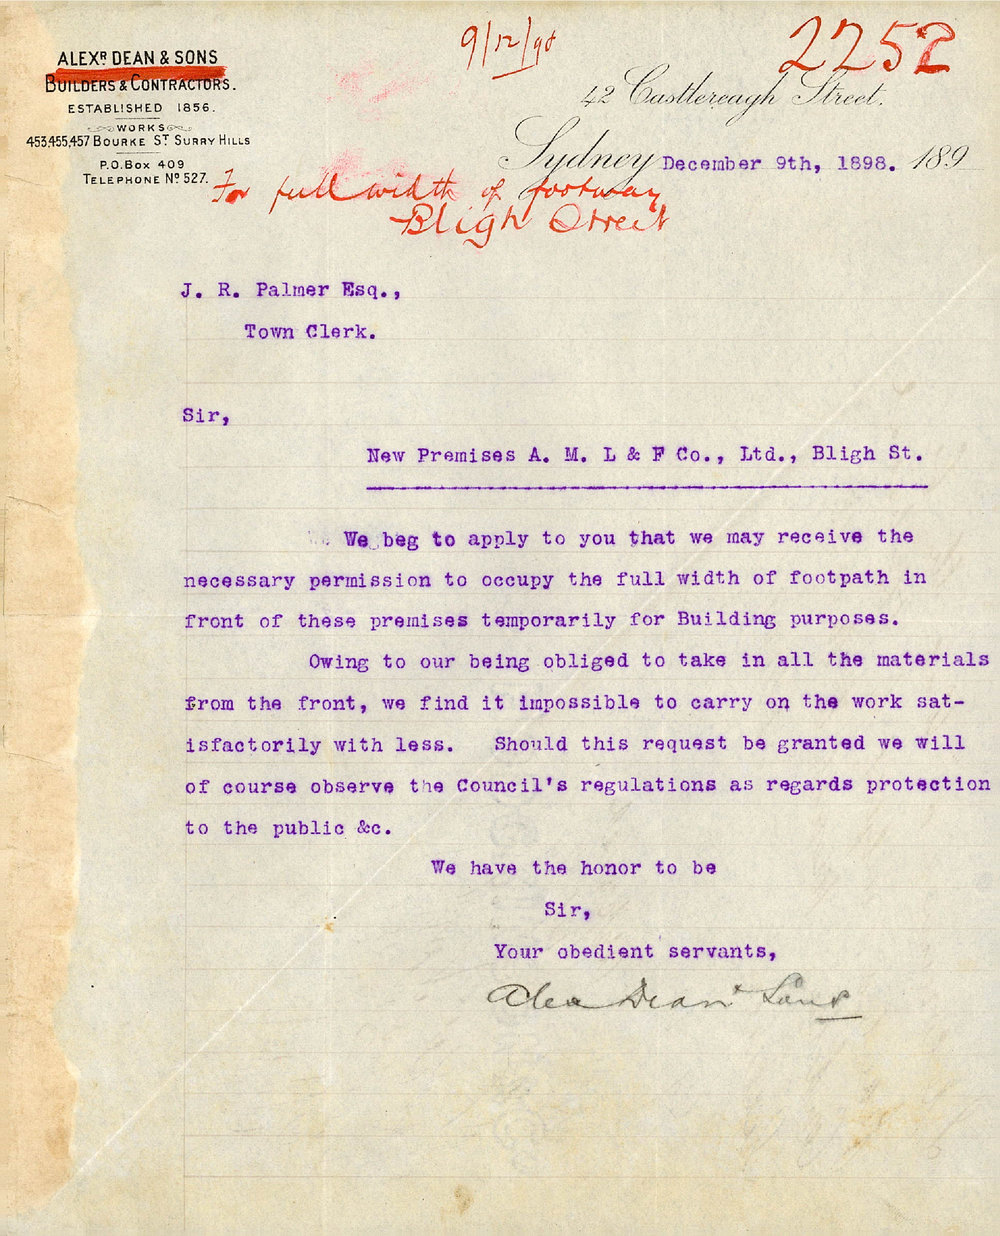 9/12/98
2252
ALEXR DEAN & SONS
BUILDERS & CONTRACTORS.
ESTABLISHED 1856.
WORKS
453,455,457 BOURKE ST SURRY HILLS
P.O. BOX 409
TELEPHONE No 527.
42 Castlereagh Street.
Sydney December 9th, 1898. 189
For full width of footway
Bligh Street
J. R. Palmer Esq.,
Town Clerk.
Sir,
New Premises A. M. L & F Co., Ltd., Bligh St.
We beg to apply to you that we may receive the
necessary permission to occupy the full width of footpath in
front of these premises temporarily for Building purposes.
Owing to our being obliged to take in all the materials
from the front, we find it impossible to carry on the work sat-
isfactorily with less. Should this request be granted we will
of course observe the Council's regulations as regards protection
to the public &c.
We have the honor to be
Sir,
Your obedient servants,
Alex Dean & Sons